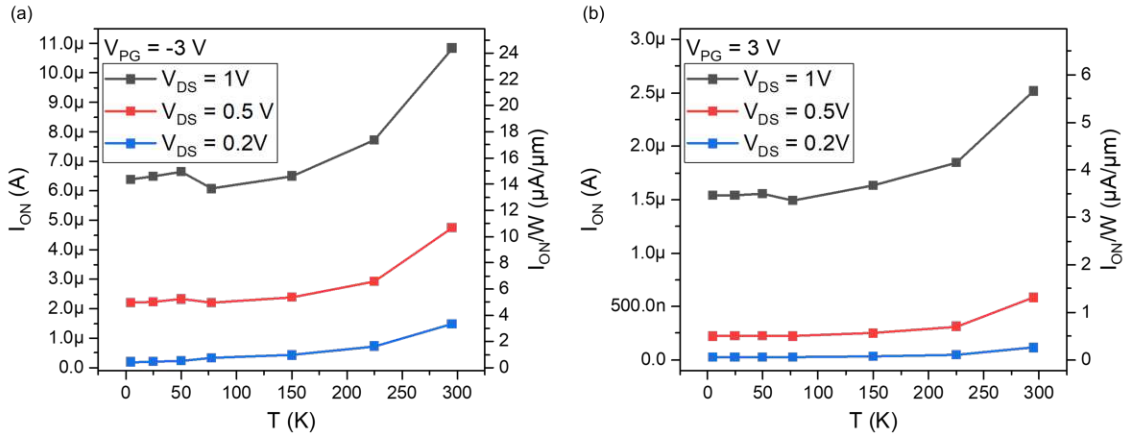 (a)
V_PG = -3 V
V_DS = 1V
V_DS = 0.5 V
V_DS = 0.2V
11.0µ
10.0µ
9.0µ
8.0µ
7.0µ
6.0µ
5.0µ
4.0µ
3.0µ
2.0µ
1.0µ
0.0
I_ON (A)
24
22
20
18
16
14
12
10
8
6
4
2
0
I_ON/W (µA/µm)
0 50 100 150 200 250 300
T (K)
(b)
V_PG = 3 V
V_DS = 1V
V_DS = 0.5V
V_DS = 0.2V
3.0µ
2.5µ
2.0µ
1.5µ
1.0µ
500.0n
0.0
I_ON (A)
6
5
4
3
2
1
0
I_ON/W (µA/µm)
0 50 100 150 200 250 300
T (K)